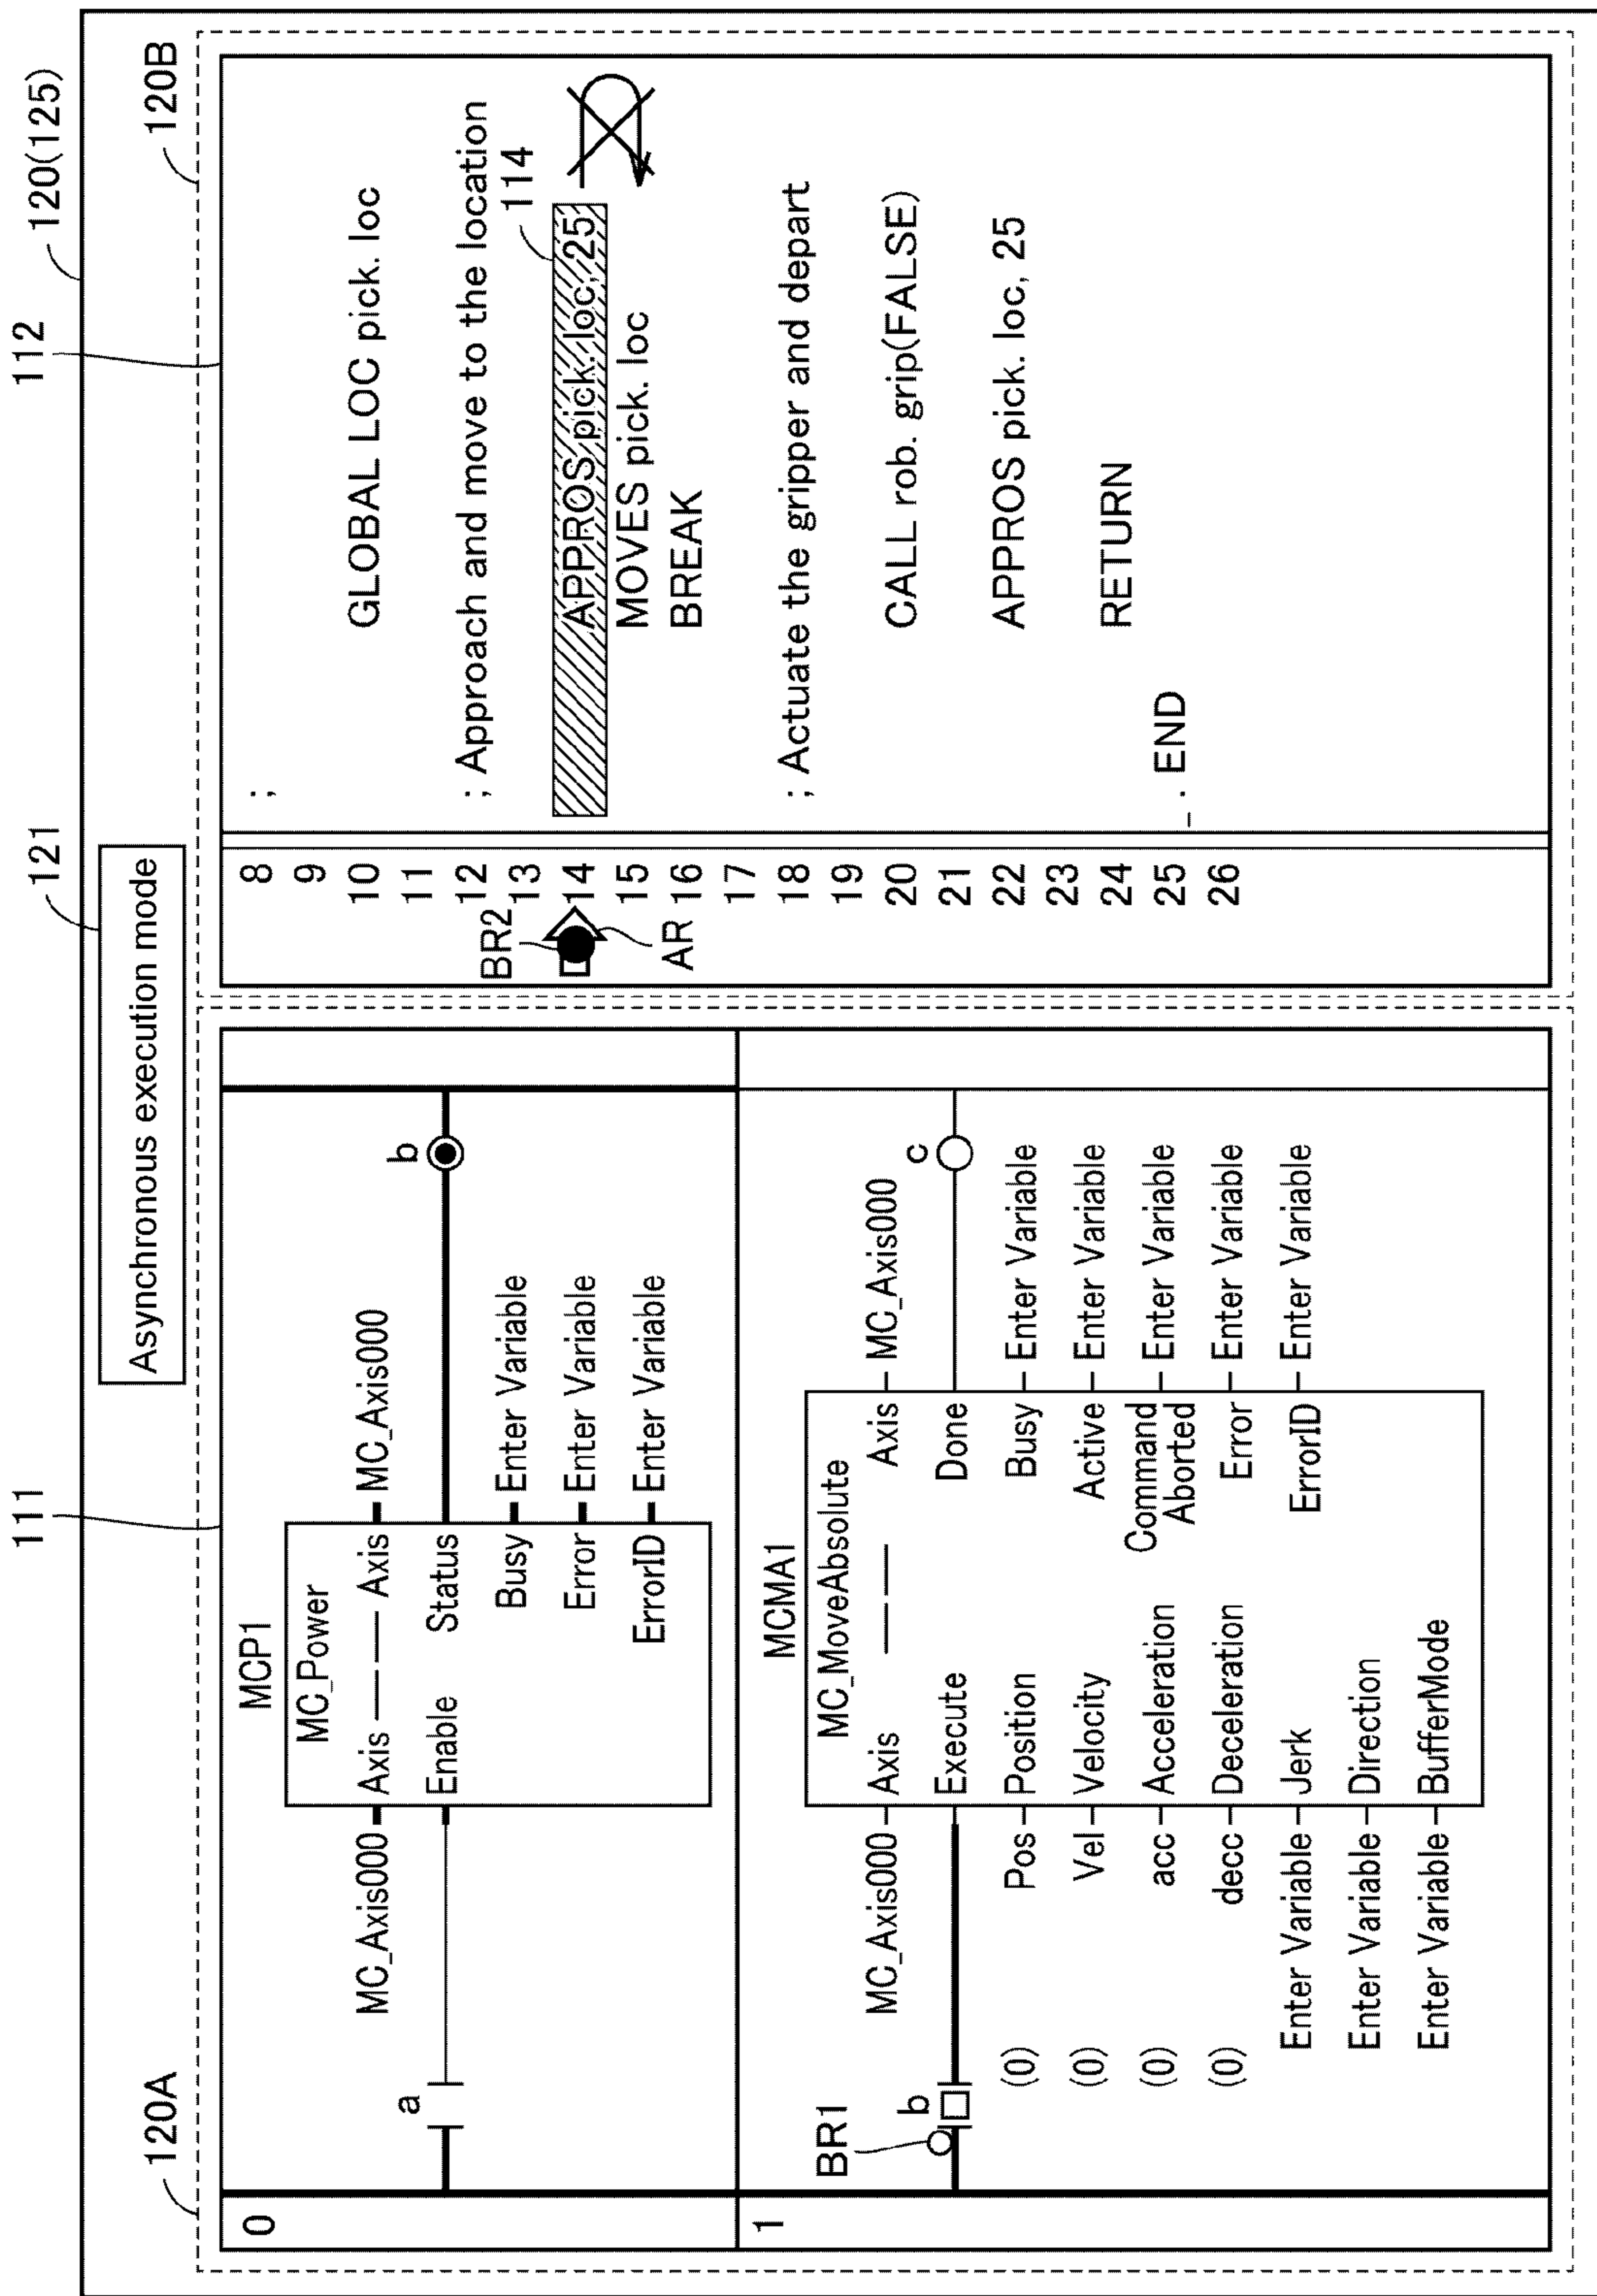 120(125)
112
121
111
120B
120A
Asynchronous execution mode
0
MCP1
MC_Power
MC_Axis000 Axis Axis MC_Axis000
a
Enable Status
b
Busy Enter Variable
Error Enter Variable
ErrorID Enter Variable
1
MCMA1
MC_MoveAbsolute
MC_Axis000 Axis Axis MC_Axis000
BR1
b
Execute Done
c
(0) Pos Position Busy Enter Variable
(0) Vel Velocity Active Enter Variable
(0) acc Acceleration Command Aborted Enter Variable
(0) decc Deceleration Error Enter Variable
Enter Variable Jerk ErrorID Enter Variable
Enter Variable Direction
Enter Variable BufferMode
8 ;
9
10 GLOBAL LOC pick. loc
11
12 ; Approach and move to the location
13
114
BR2
14 APPROS pick. loc, 25
AR
15 MOVES pick. loc
16 BREAK
17
18 ; Actuate the gripper and depart
19
20 CALL rob. grip(FALSE)
21
22 APPROS pick. loc, 25
23
24 RETURN
25 _. END
26